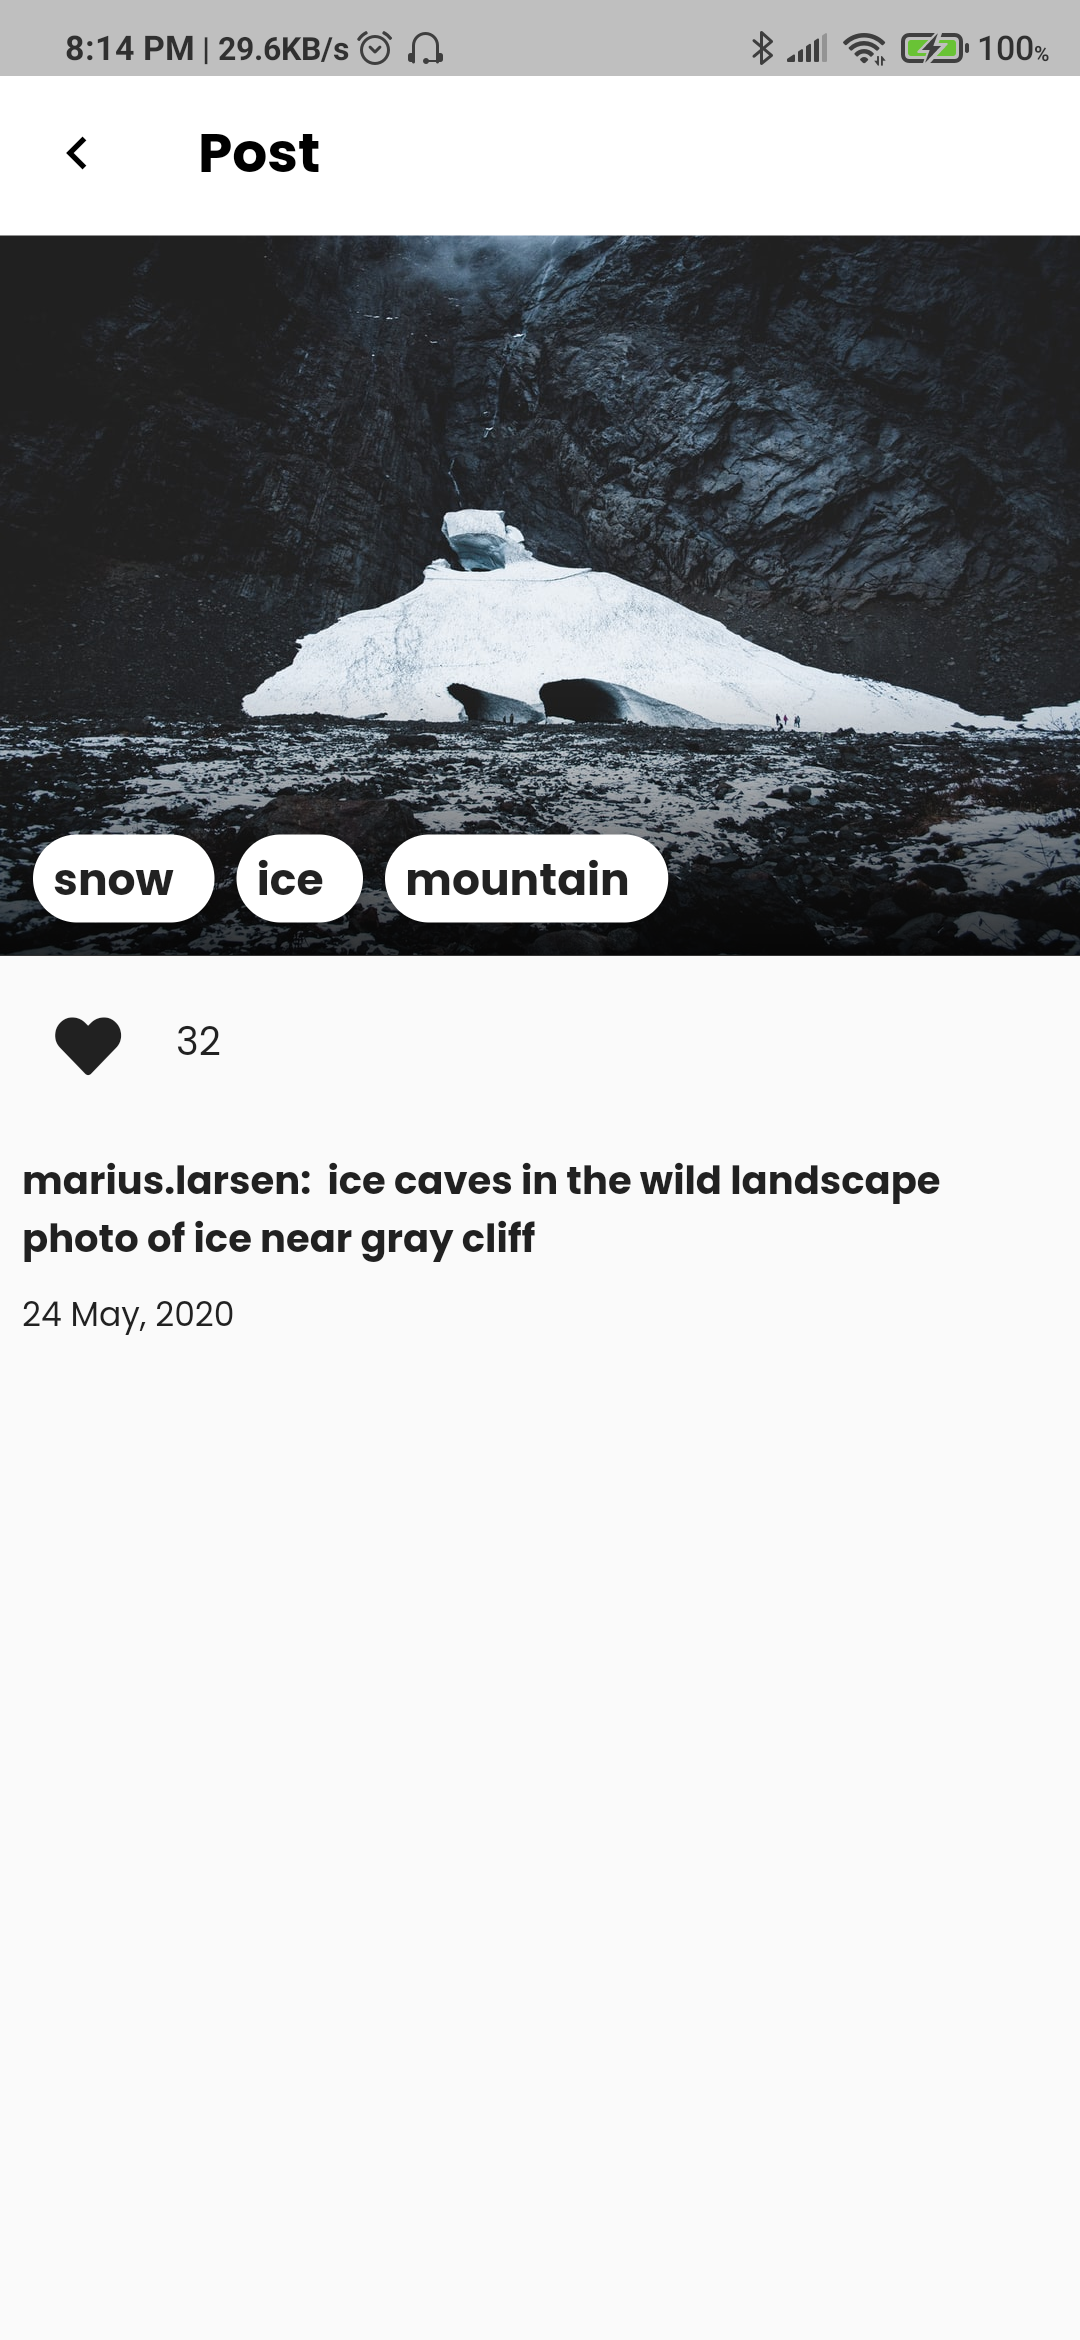 8:14 PM | 29.6KB/s 100%
Post
snow ice mountain
32
marius.larsen: ice caves in the wild landscape
photo of ice near gray cliff
24 May, 2020